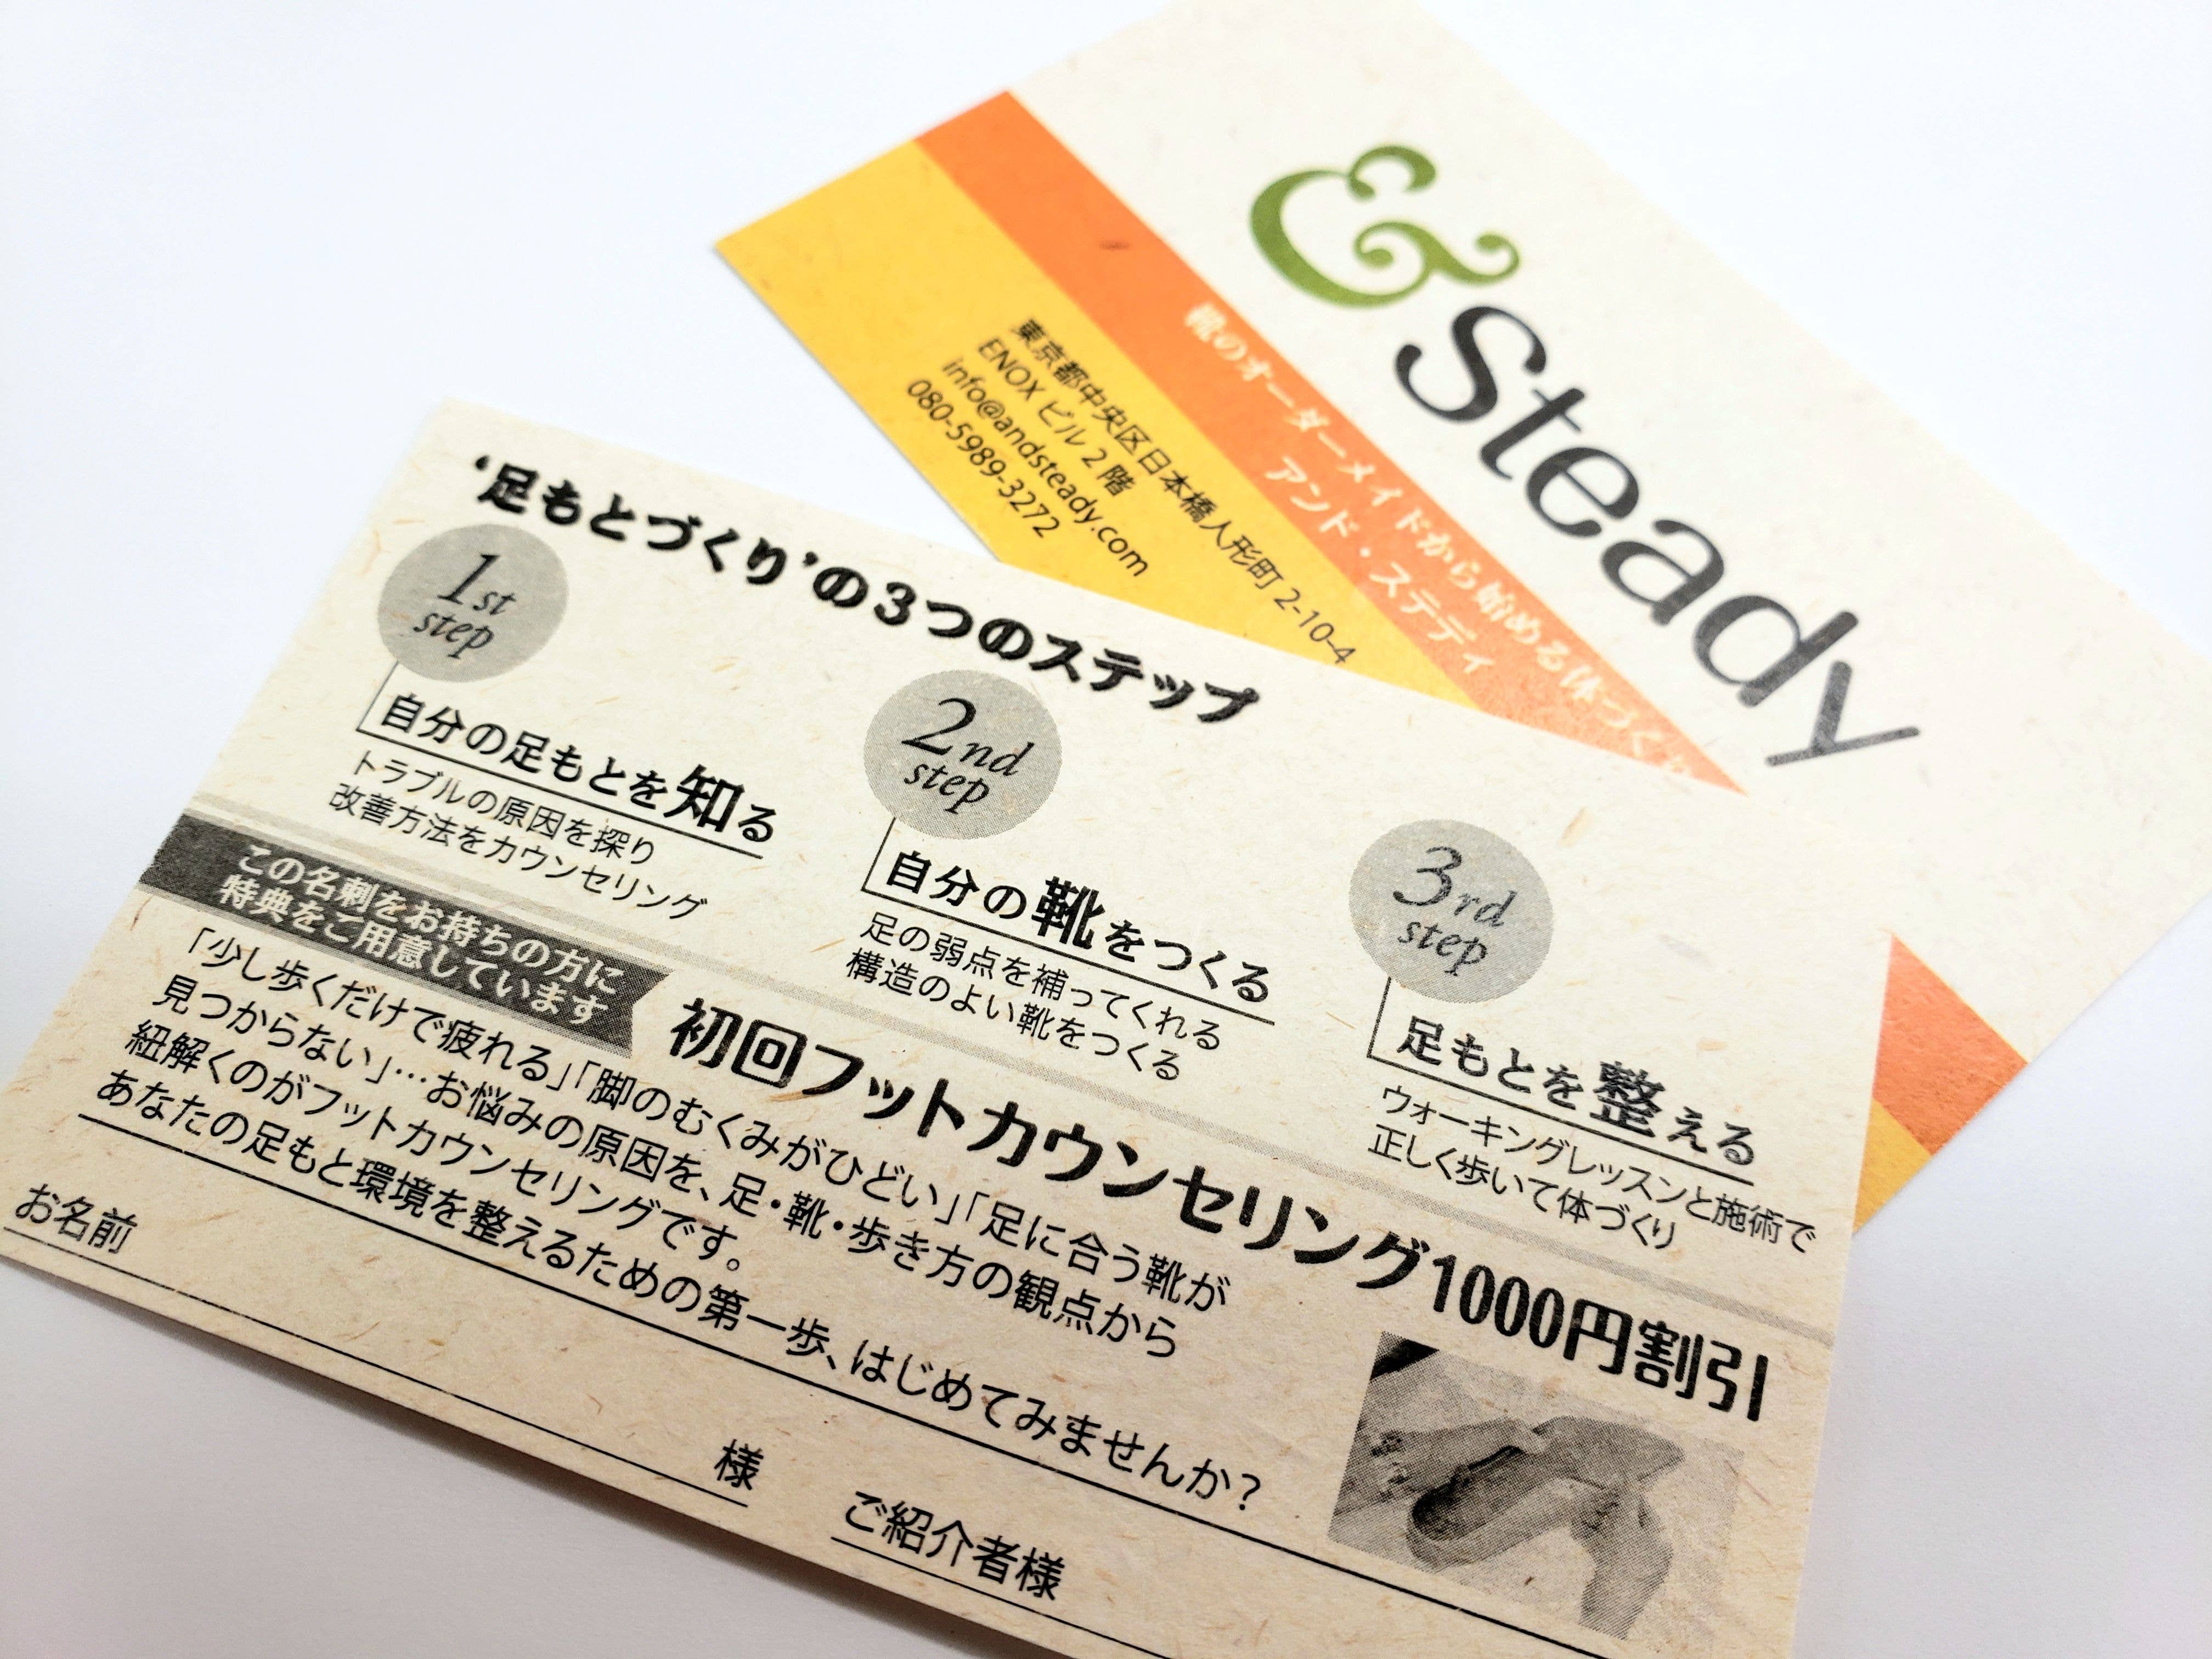 &Steady
靴のオーダーメイドから始める体づくり
アンド・ステディ
東京都中央区日本橋人形町 2-10-4
ENOX ビル 2 階
info@andsteady.com
080-5989-3272
‘足もとづくり’の3つのステップ
1st
step
自分の足もとを知る
トラブルの原因を探り
改善方法をカウンセリング
2nd
step
自分の靴をつくる
足の弱点を補ってくれる
構造のよい靴をつくる
3rd
step
足もとを整える
ウォーキングレッスンと施術で
正しく歩いて体づくり
この名刺をお持ちの方に
特典をご用意しています
初回フットカウンセリング1000円割引
「少し歩くだけで疲れる」「脚のむくみがひどい」「足に合う靴が
見つからない」…お悩みの原因を、足・靴・歩き方の観点から
紐解くのがフットカウンセリングです。
あなたの足もと環境を整えるための第一歩、はじめてみませんか?
お名前
様
ご紹介者様